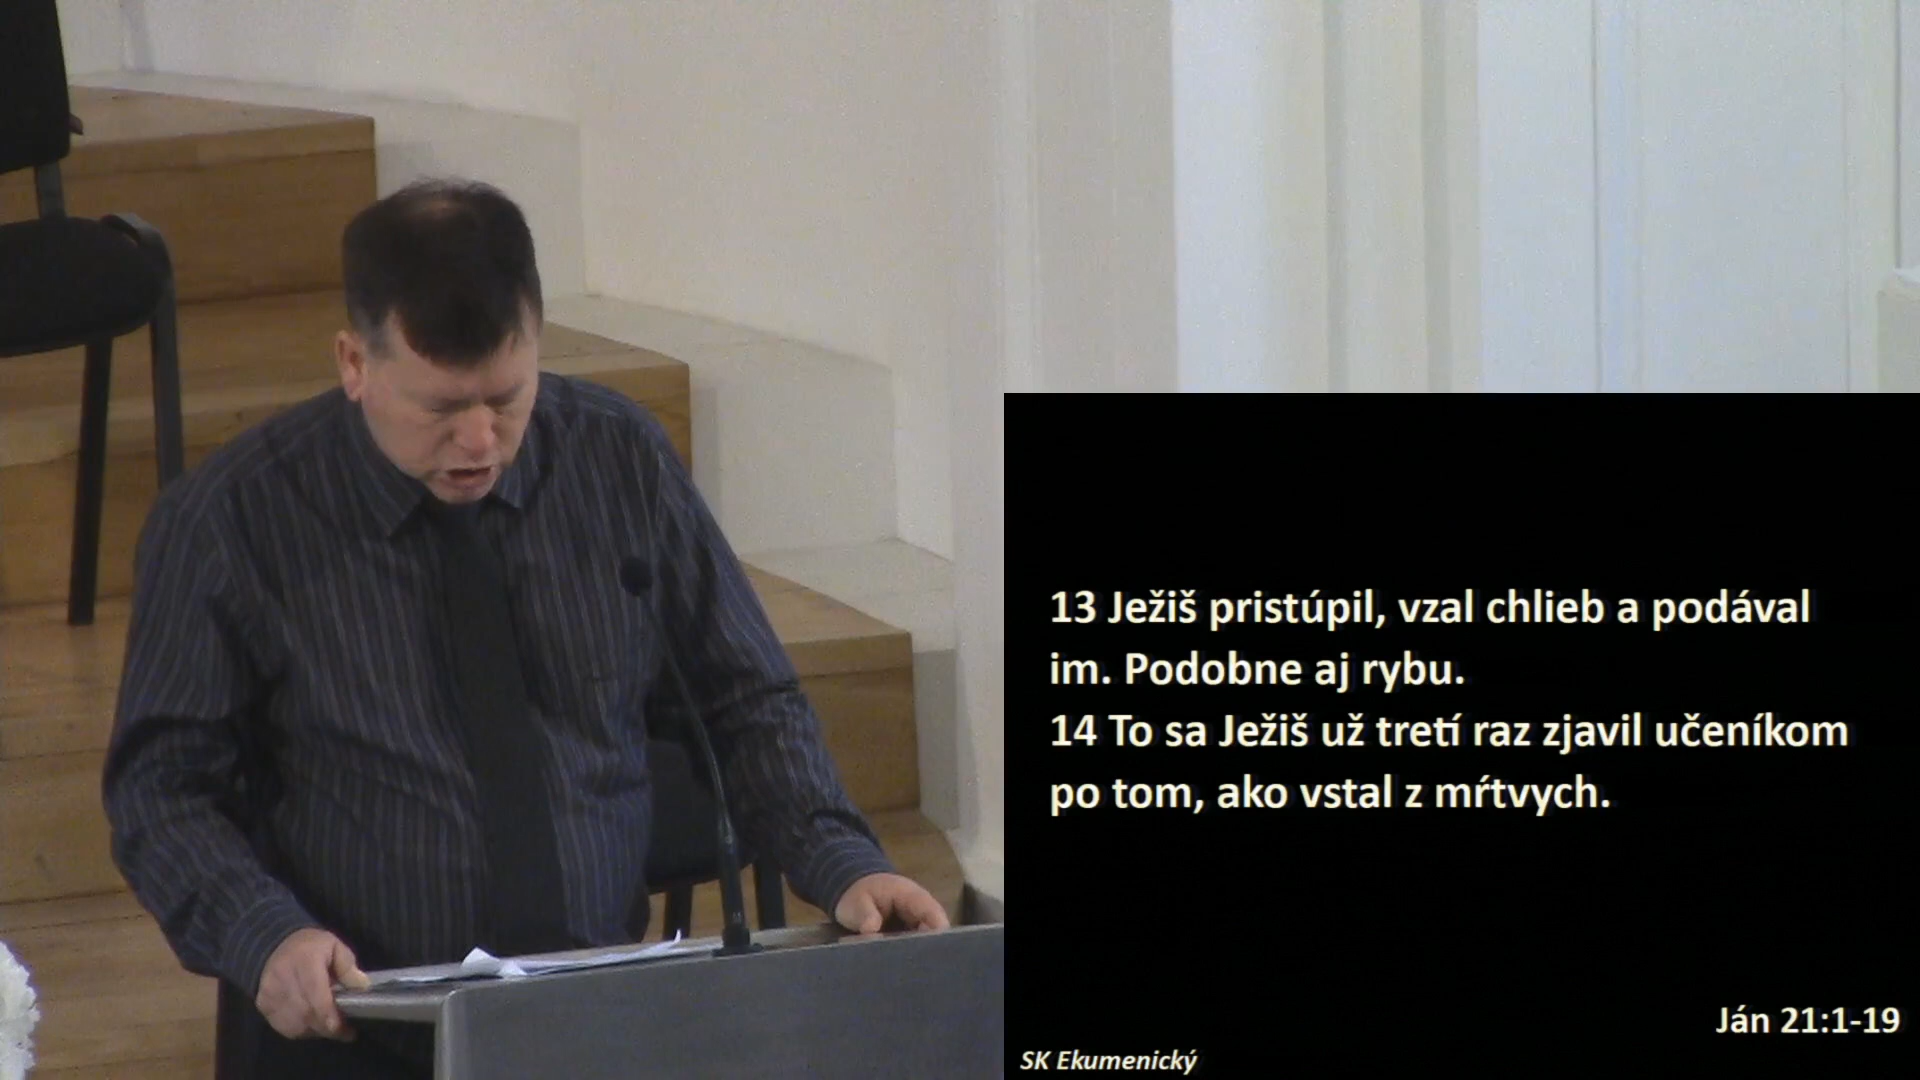 13 Ježiš pristúpil, vzal chlieb a podával
im. Podobne aj rybu.
14 To sa Ježiš už tretí raz zjavil učeníkom
po tom, ako vstal z mŕtvych.
Ján 21:1-19
SK Ekumenický